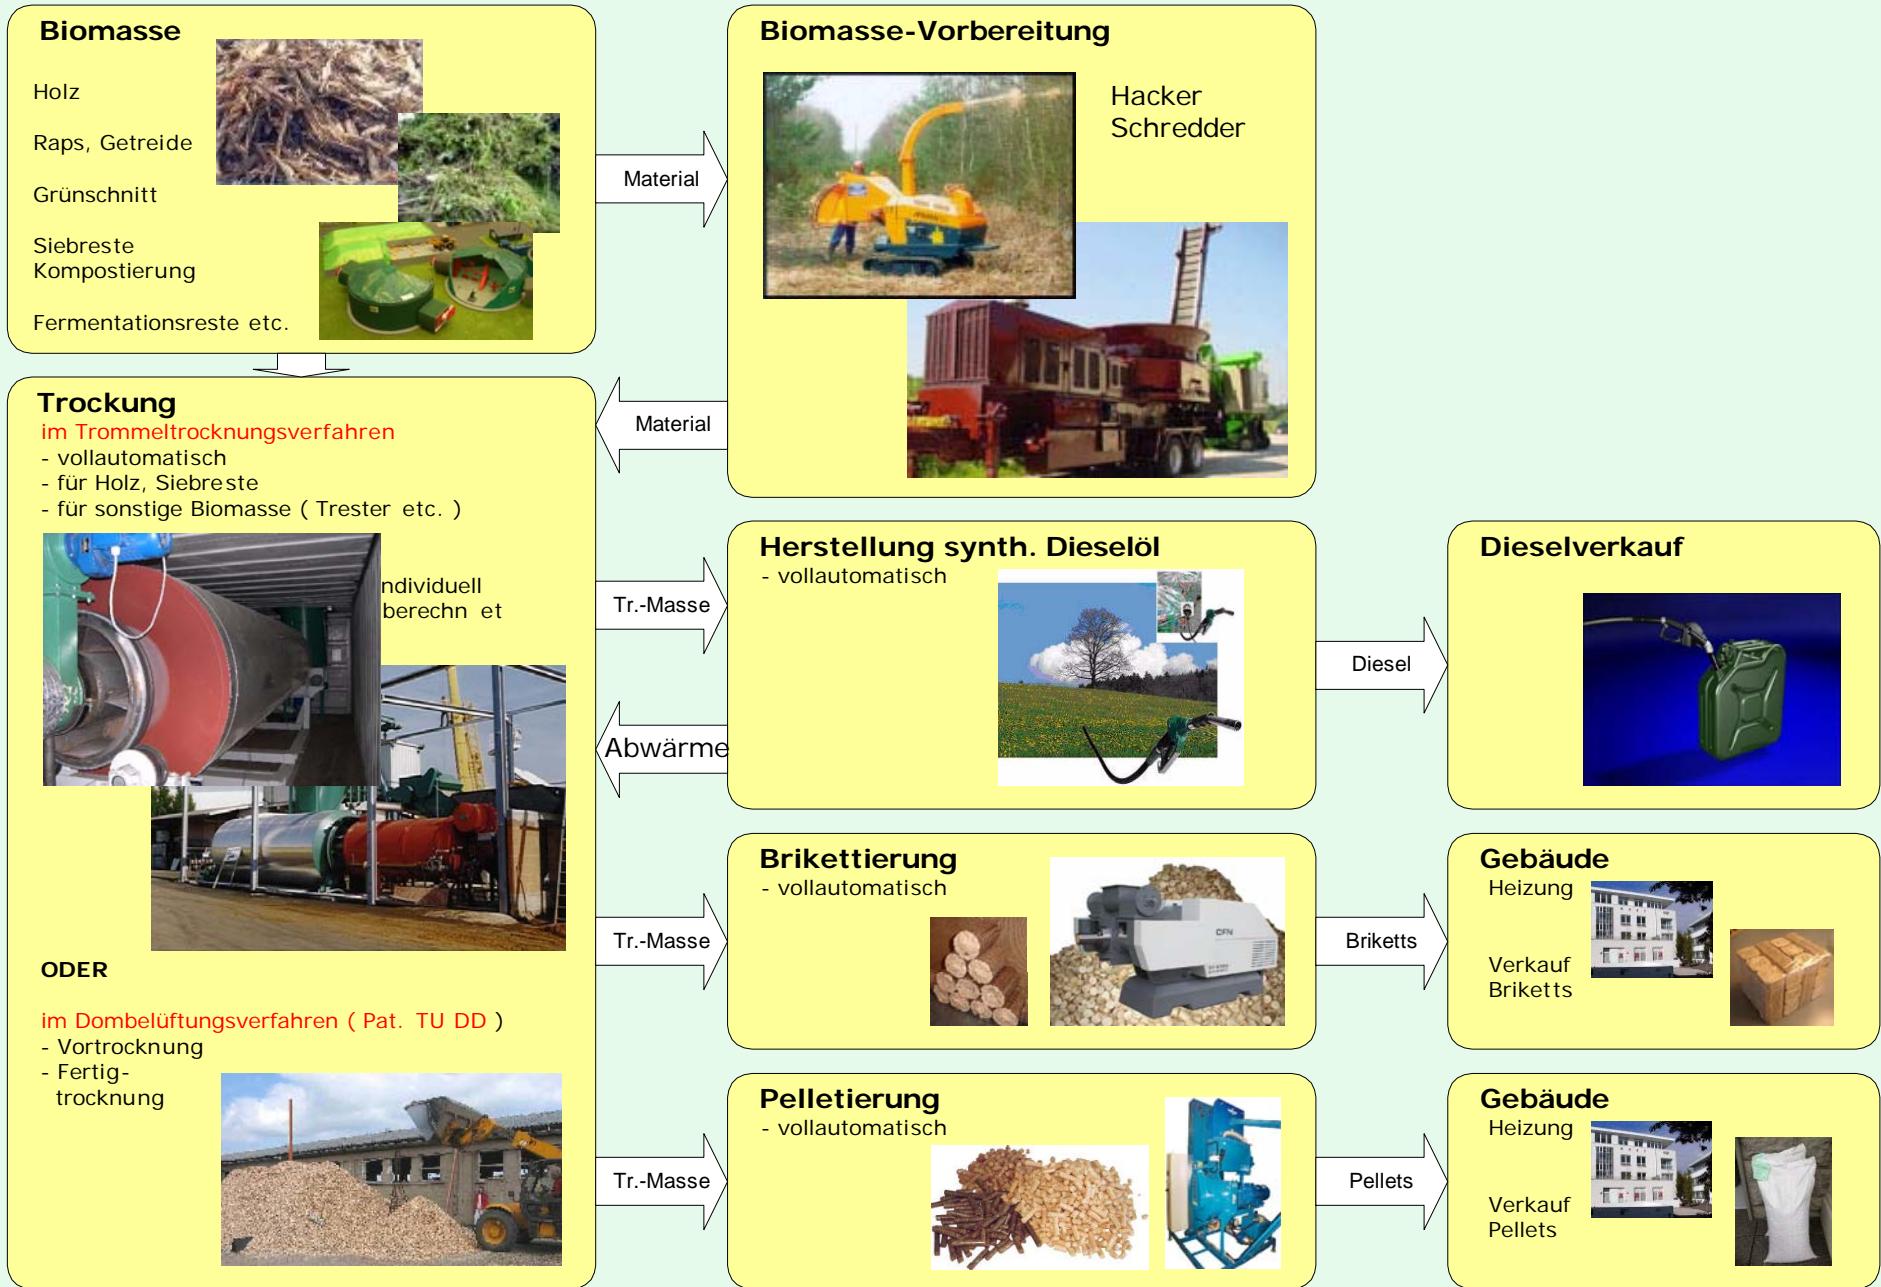 Biomasse
Holz
Raps, Getreide
Grünschnitt
Siebreste
Kompostierung
Fermentationsreste etc.
Material
Biomasse-Vorbereitung
Hacker
Schredder
Material
Trockung
im Trommeltrocknungsverfahren
- vollautomatisch
- für Holz, Siebreste
- für sonstige Biomasse ( Trester etc. )
ndividuell
berechn et
ODER
im Dombelüftungsverfahren ( Pat. TU DD )
- Vortrocknung
- Fertig-
trocknung
Tr.-Masse
Herstellung synth. Dieselöl
- vollautomatisch
Abwärme
Diesel
Dieselverkauf
Tr.-Masse
Brikettierung
- vollautomatisch
CFN
Briketts
Gebäude
Heizung
Verkauf
Briketts
Tr.-Masse
Pelletierung
- vollautomatisch
Pellets
Gebäude
Heizung
Verkauf
Pellets